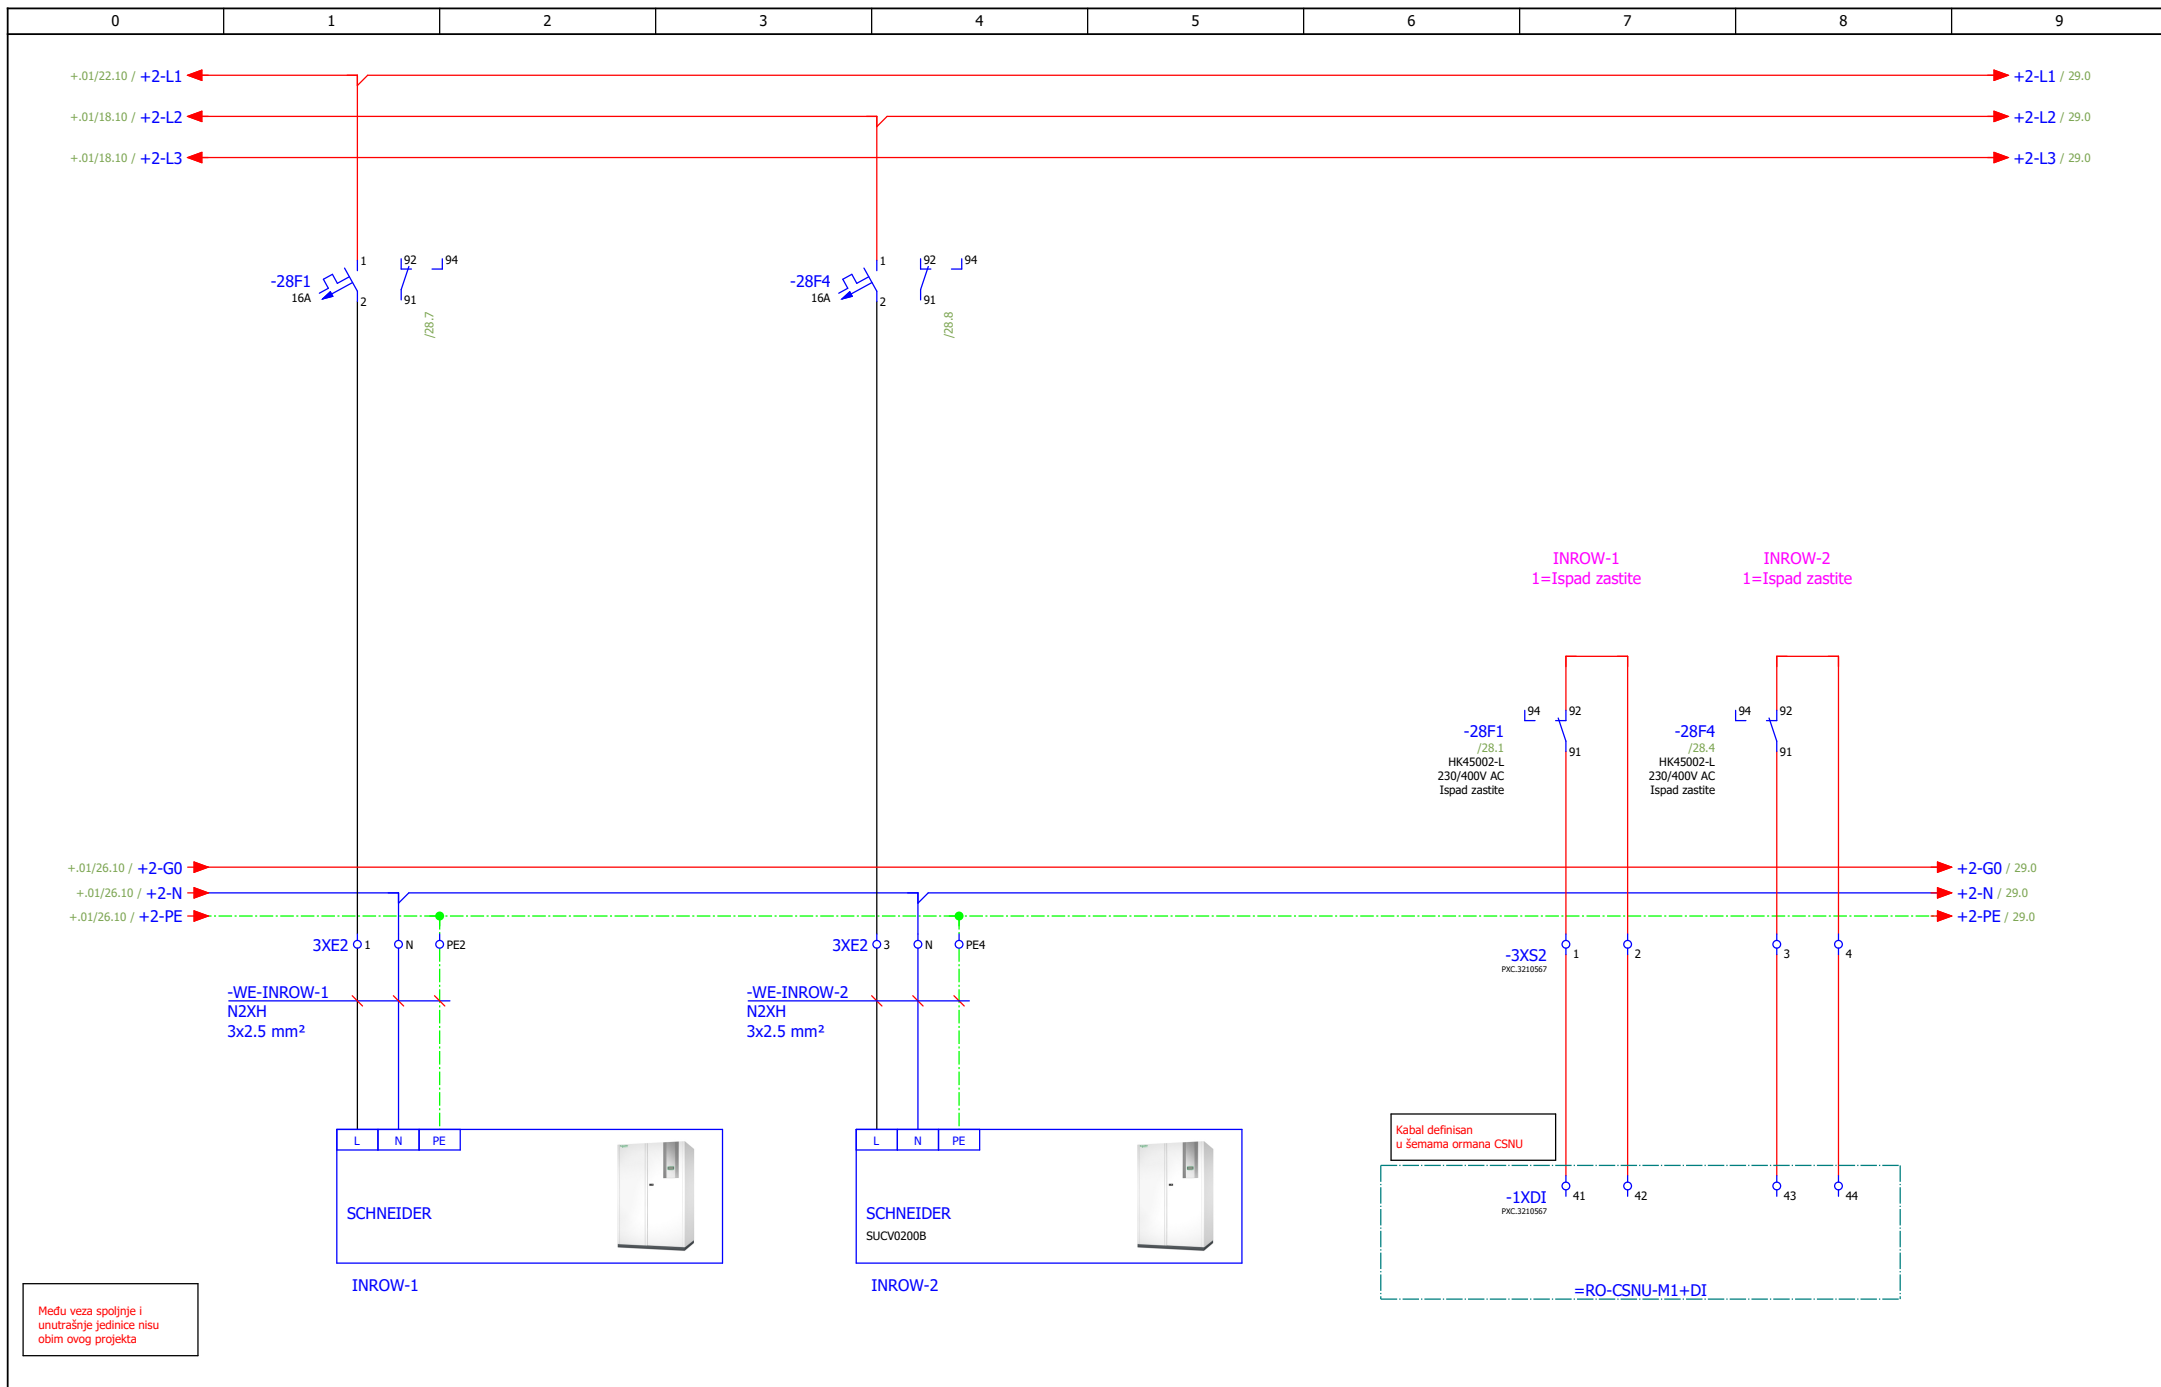 0 1 2 3 4 5 6 7 8 9
+.01/22.10 / +2-L1 +2-L1 / 29.0
+.01/18.10 / +2-L2 +2-L2 / 29.0
+.01/18.10 / +2-L3 +2-L3 / 29.0
-28F1
16A
1
2
92
91
94
/28.7
-28F4
16A
1
2
92
91
94
/28.8
INROW-1
1=Ispad zastite
INROW-2
1=Ispad zastite
94 92
-28F1
/28.1
91
HK45002-L
230/400V AC
Ispad zastite
94 92
-28F4
/28.4
91
HK45002-L
230/400V AC
Ispad zastite
+.01/26.10 / +2-G0 +2-G0 / 29.0
+.01/26.10 / +2-N +2-N / 29.0
+.01/26.10 / +2-PE +2-PE / 29.0
3XE2 1 N PE2
3XE2 3 N PE4
-3XS2 1 2 3 4
PXC.3210567
-WE-INROW-1
N2XH
3x2.5 mm²
-WE-INROW-2
N2XH
3x2.5 mm²
L N PE
SCHNEIDER
INROW-1
L N PE
SCHNEIDER
SUCV0200B
INROW-2
Kabal definisan
u šemama ormana CSNU
-1XDI 41 42 43 44
PXC.3210567
=RO-CSNU-M1+DI
Među veza spoljnje i
unutrašnje jedinice nisu
obim ovog projekta